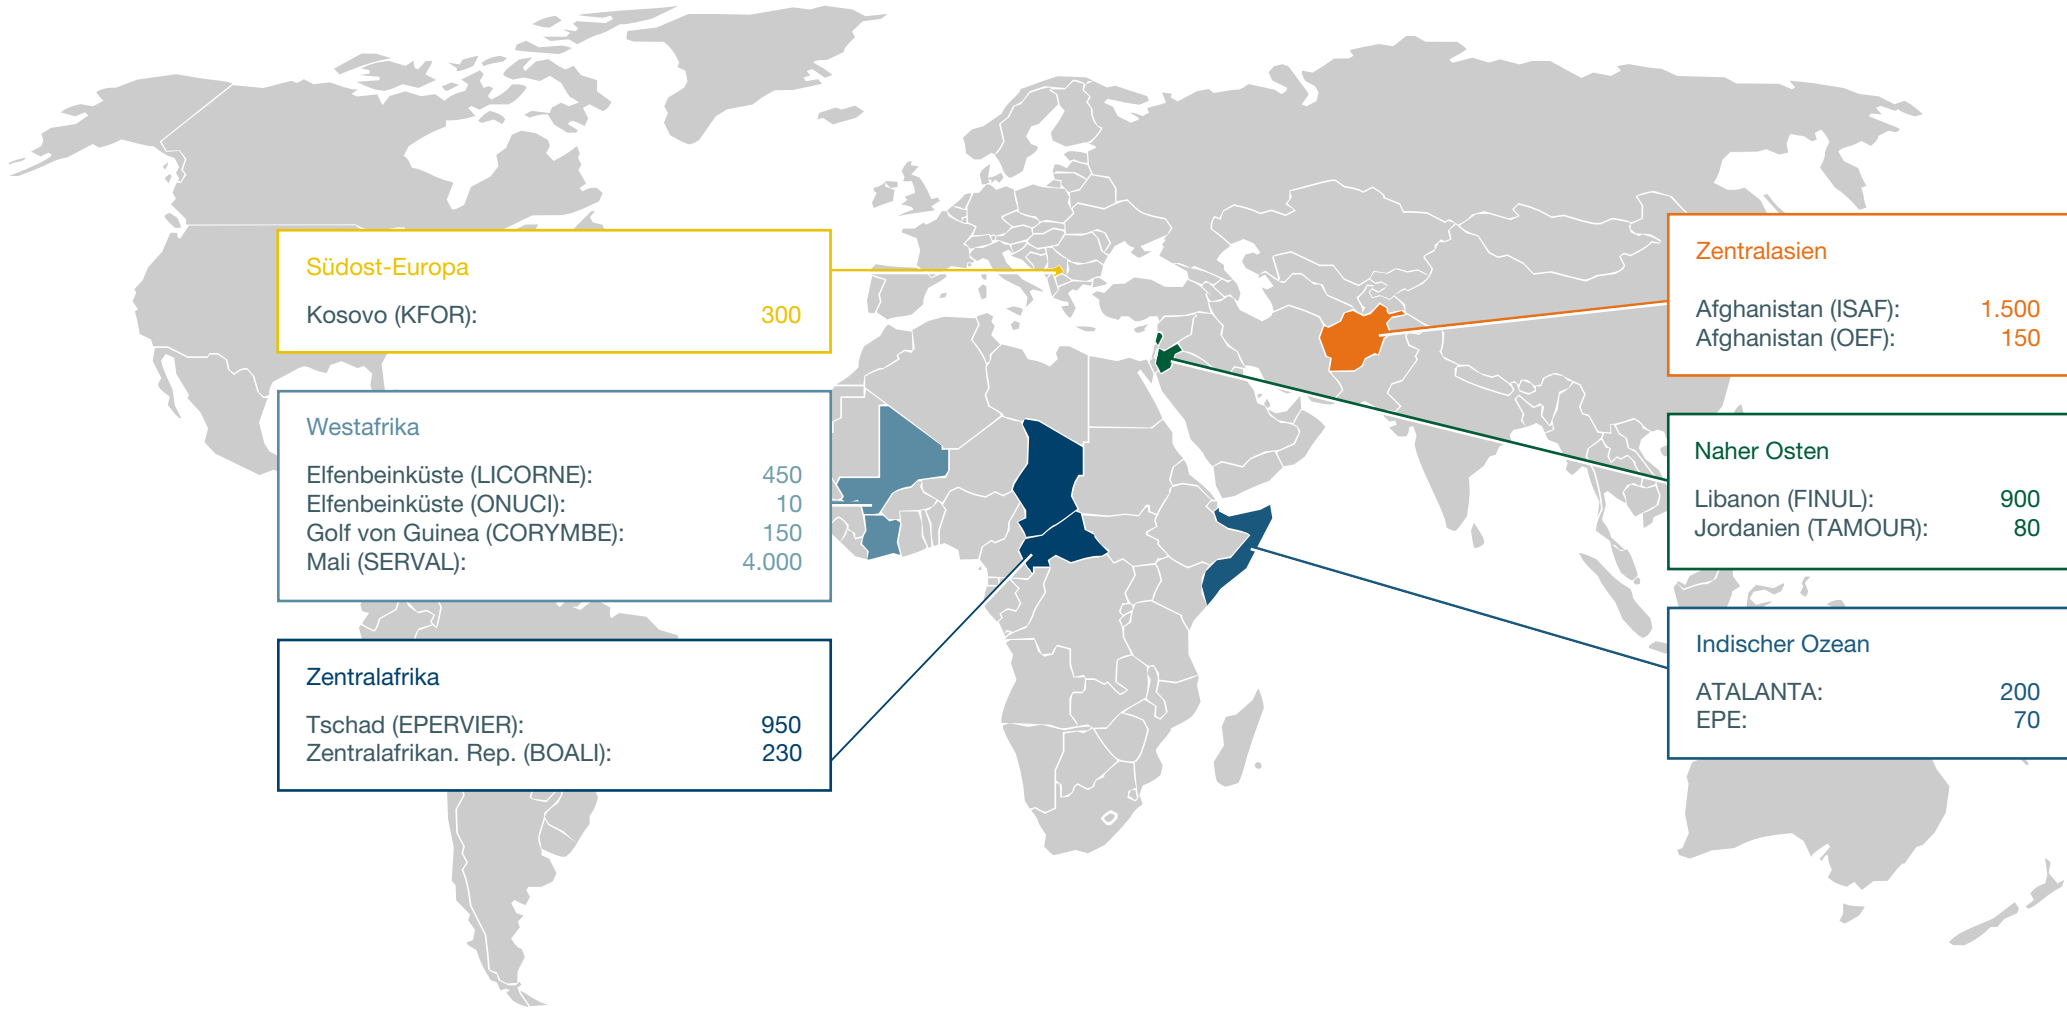 Südost-Europa
Kosovo (KFOR): 300
Westafrika
Elfenbeinküste (LICORNE): 450
Elfenbeinküste (ONUCI): 10
Golf von Guinea (CORYMBE): 150
Mali (SERVAL): 4.000
Zentralafrika
Tschad (EPERVIER): 950
Zentralafrikan. Rep. (BOALI): 230
Zentralasien
Afghanistan (ISAF): 1.500
Afghanistan (OEF): 150
Naher Osten
Libanon (FINUL): 900
Jordanien (TAMOUR): 80
Indischer Ozean
ATALANTA: 200
EPE: 70